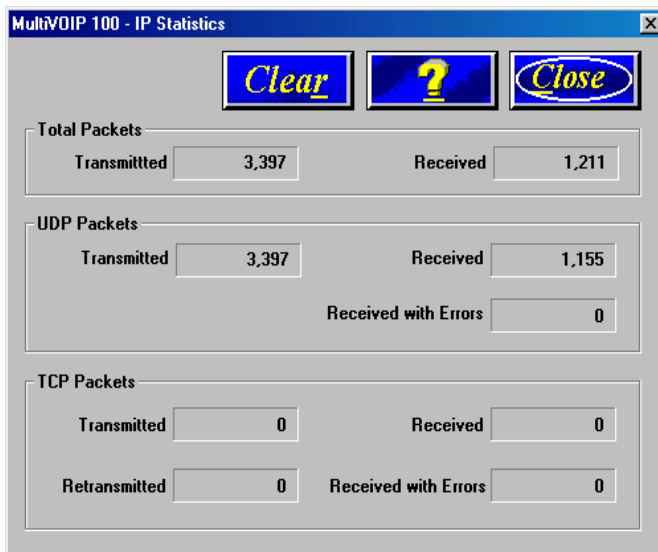 MultiVOIP 100 - IP Statistics
Clear ? Close
Total Packets
Transmittted 3,397 Received 1,211
UDP Packets
Transmitted 3,397 Received 1,155
Received with Errors 0
TCP Packets
Transmitted 0 Received 0
Retransmitted 0 Received with Errors 0